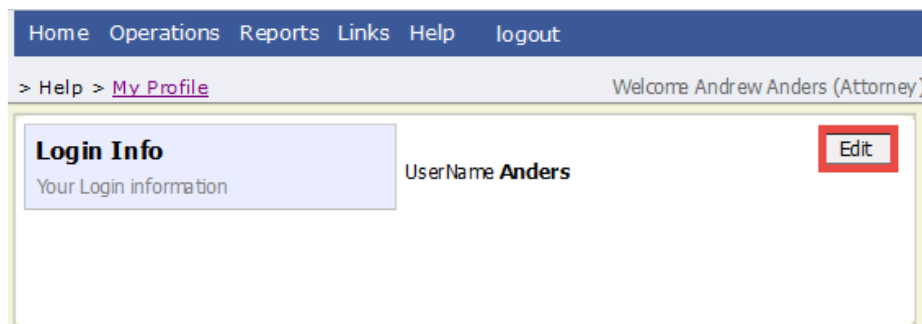 Home Operations Reports Links Help logout
> Help > My Profile Welcome Andrew Anders (Attorney)
Login Info
Your Login information
UserName Anders
Edit